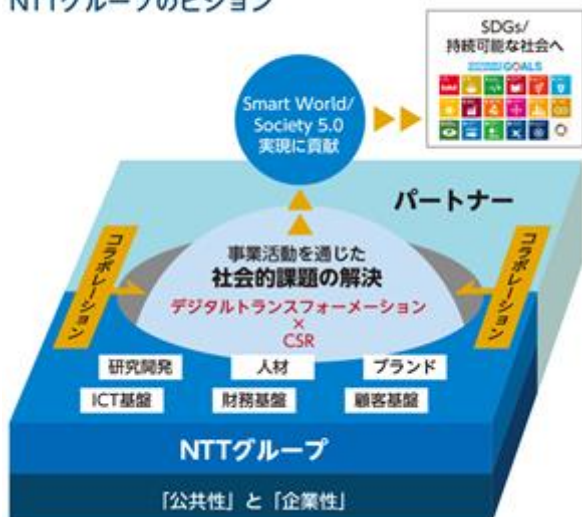 NTTグループのビジョン
SDGs/
持続可能な社会へ
GOALS
Smart World/
Society 5.0
実現に貢献
パートナー
コラボレーション
コラボレーション
事業活動を通じた
社会的課題の解決
デジタルトランスフォーメーション
×
CSR
研究開発
人材
ブランド
ICT基盤
財務基盤
顧客基盤
NTTグループ
「公共性」と「企業性」